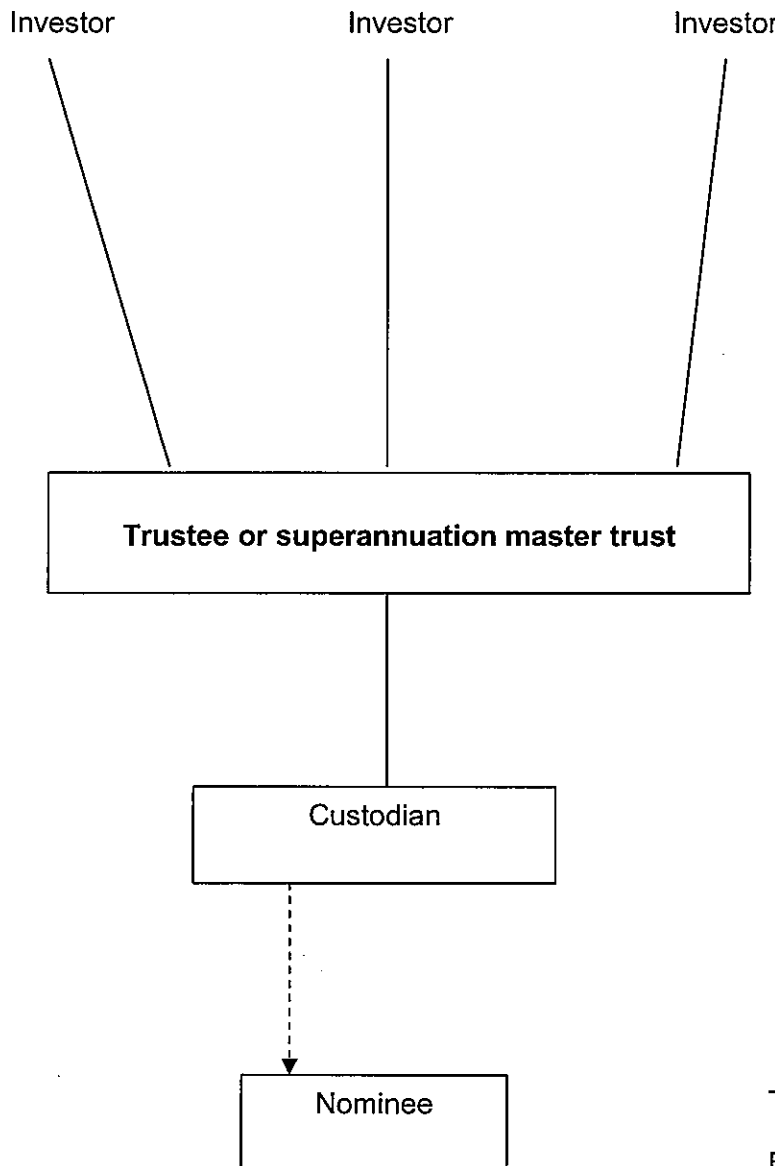 Investor Investor Investor
Trustee or superannuation master trust
Custodian
Nominee